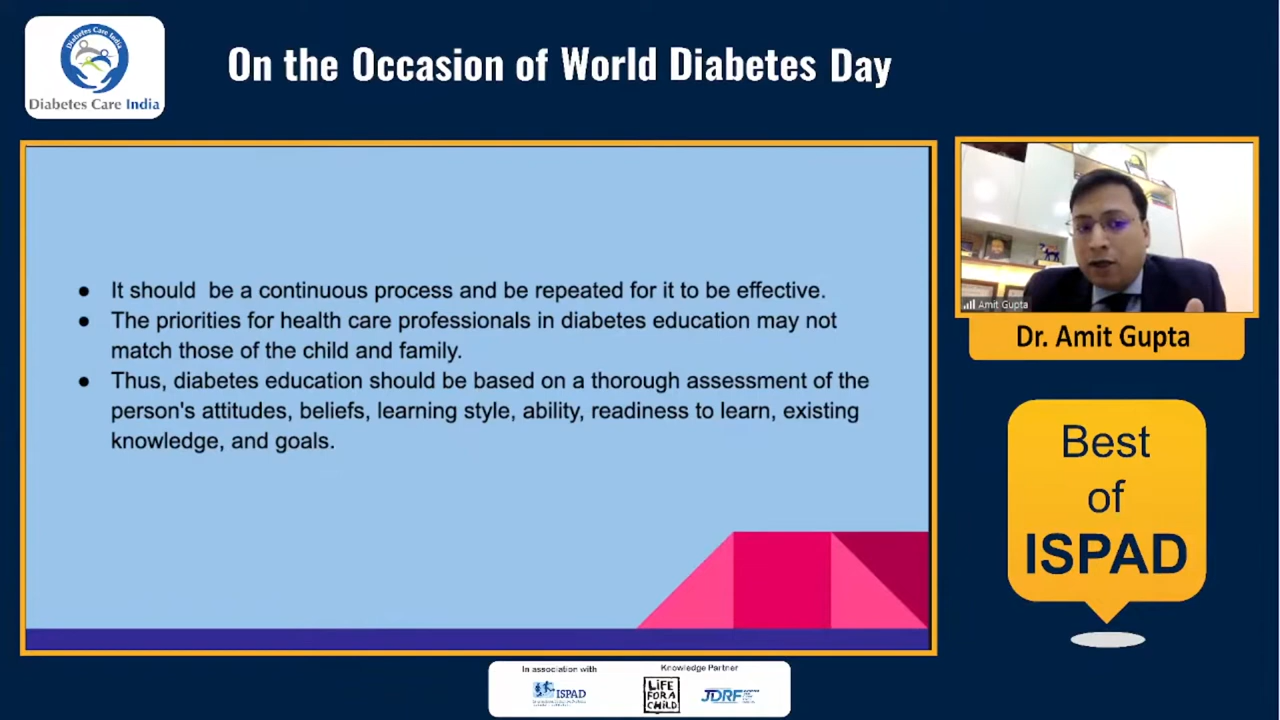 Diabetes Care India
Diabetes Care India
On the Occasion of World Diabetes Day
● It should be a continuous process and be repeated for it to be effective.
● The priorities for health care professionals in diabetes education may not
match those of the child and family.
● Thus, diabetes education should be based on a thorough assessment of the
person's attitudes, beliefs, learning style, ability, readiness to learn, existing
knowledge, and goals.
Amit Gupta
Dr. Amit Gupta
Best
of
ISPAD
In association with
ISPAD
Knowledge Partner
LiFE
FOR A
CHiLD
JDRF